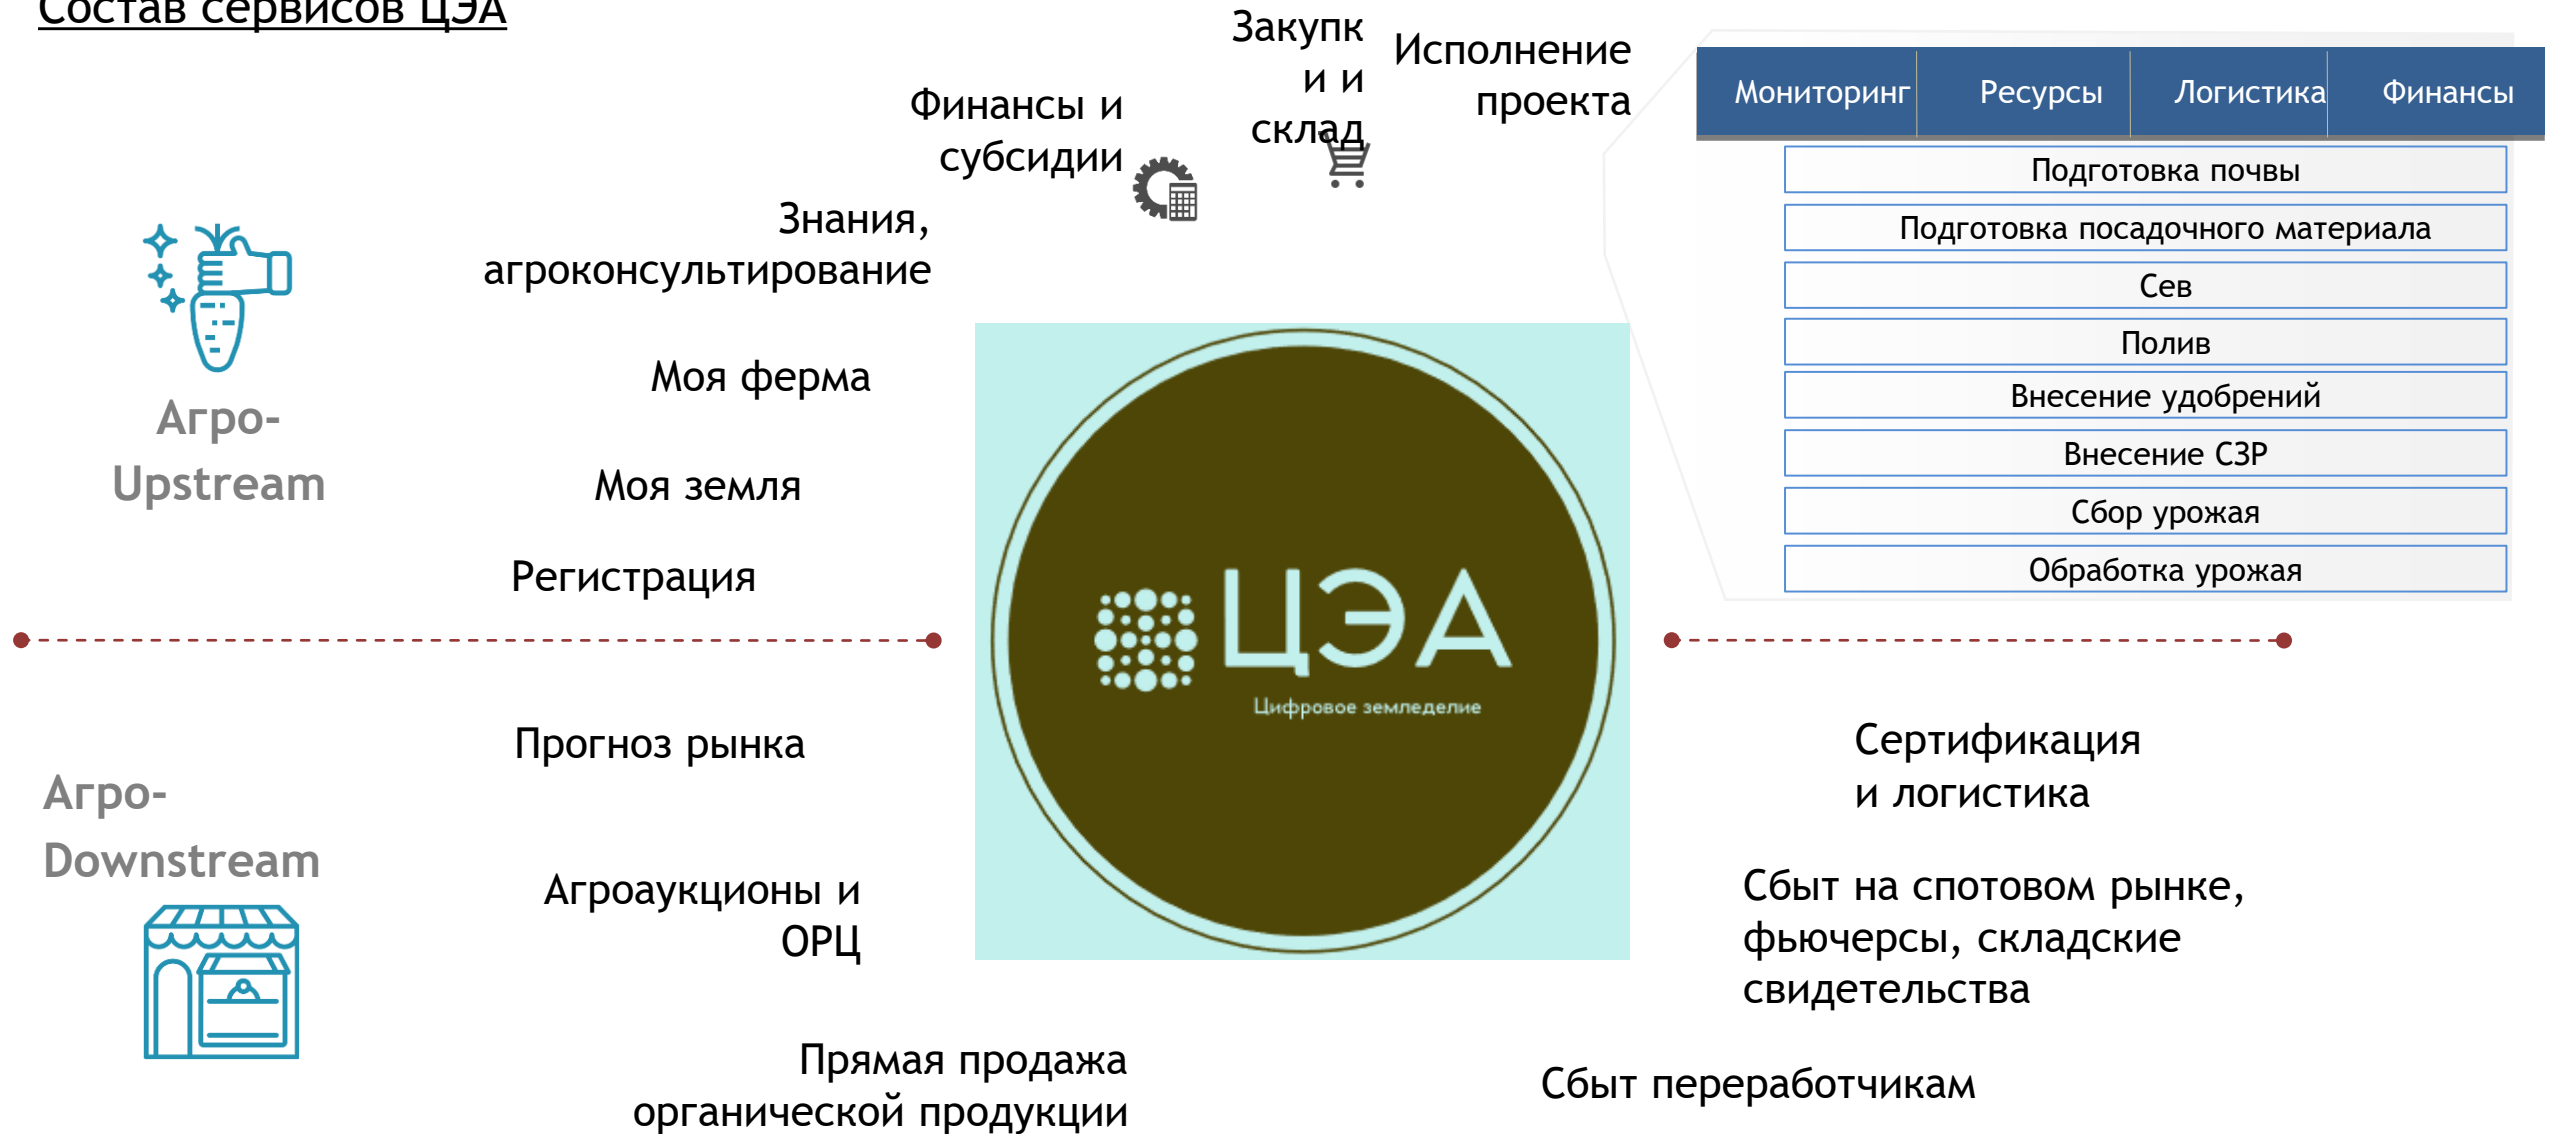 Состав сервисов ЦЭА
Закупк
и и
склад
Исполнение
проекта
Финансы и
субсидии
Знания,
агроконсультирование
Моя ферма
Моя земля
Регистрация
Агро-
Upstream
Мониторинг
Ресурсы
Логистика
Финансы
Подготовка почвы
Подготовка посадочного материала
Сев
Полив
Внесение удобрений
Внесение СЗР
Сбор урожая
Обработка урожая
ЦЭА
Цифровое земледелие
Агро-
Downstream
Прогноз рынка
Агроаукционы и
ОРЦ
Прямая продажа
органической продукции
Сертификация
и логистика
Сбыт на спотовом рынке,
фьючерсы, складские
свидетельства
Сбыт переработчикам